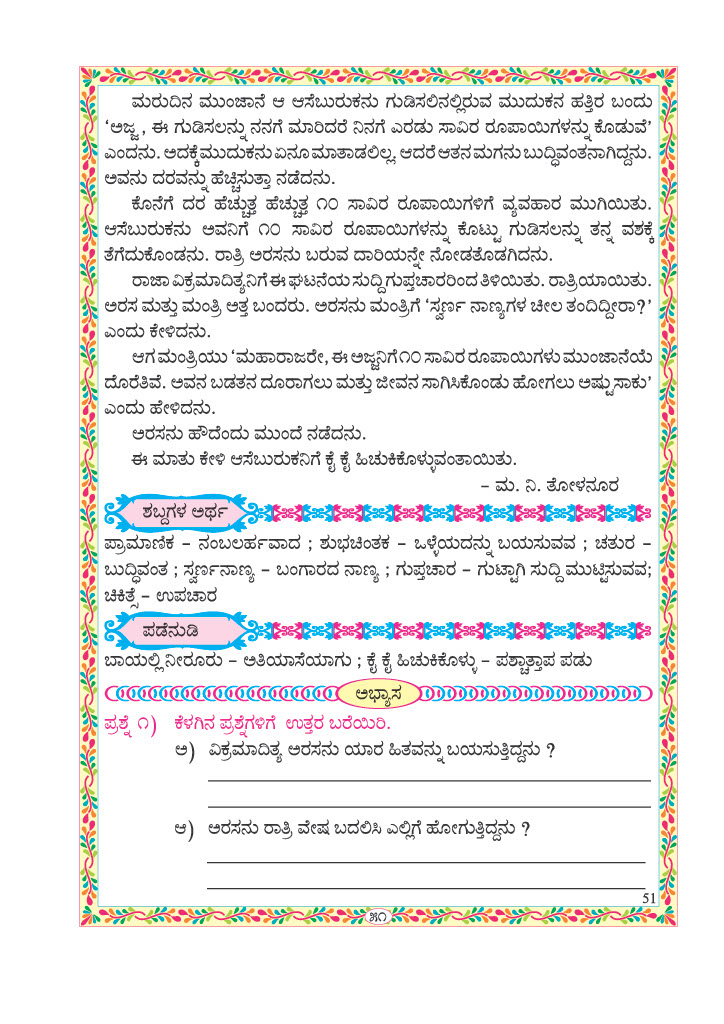 ಮರುದಿನ ಮುಂಜಾನೆ ಆ ಆಸೆಬುರುಕನು ಗುಡಿಸಲಿನಲ್ಲಿರುವ ಮುದುಕನ ಹತ್ತಿರ ಬಂದು
‘ಅಜ್ಜ , ಈ ಗುಡಿಸಲನ್ನು ನನಗೆ ಮಾರಿದರೆ ನಿನಗೆ ಎರಡು ಸಾವಿರ ರೂಪಾಯಿಗಳನ್ನು ಕೊಡುವೆ’
ಎಂದನು. ಅದಕ್ಕೆ ಮುದುಕನು ಏನೂ ಮಾತಾಡಲಿಲ್ಲ. ಆದರೆ ಆತನ ಮಗನು ಬುದ್ಧಿವಂತನಾಗಿದ್ದನು.
ಅವನು ದರವನ್ನು ಹೆಚ್ಚಿಸುತ್ತಾ ನಡೆದನು.
ಕೊನೆಗೆ ದರ ಹೆಚ್ಚುತ್ತ ಹೆಚ್ಚುತ್ತ ೧೦ ಸಾವಿರ ರೂಪಾಯಿಗಳಿಗೆ ವ್ಯವಹಾರ ಮುಗಿಯಿತು.
ಆಸೆಬುರುಕನು ಅವನಿಗೆ ೧೦ ಸಾವಿರ ರೂಪಾಯಿಗಳನ್ನು ಕೊಟ್ಟು ಗುಡಿಸಲನ್ನು ತನ್ನ ವಶಕ್ಕೆ
ತೆಗೆದುಕೊಂಡನು. ರಾತ್ರಿ ಅರಸನು ಬರುವ ದಾರಿಯನ್ನೇ ನೋಡತೊಡಗಿದನು.
ರಾಜಾ ವಿಕ್ರಮಾದಿತ್ಯನಿಗೆ ಈ ಘಟನೆಯ ಸುದ್ದಿ ಗುಪ್ತಚಾರರಿಂದ ತಿಳಿಯಿತು. ರಾತ್ರಿಯಾಯಿತು.
ಅರಸ ಮತ್ತು ಮಂತ್ರಿ ಅತ್ತ ಬಂದರು. ಅರಸನು ಮಂತ್ರಿಗೆ ‘ಸ್ವರ್ಣ ನಾಣ್ಯಗಳ ಚೀಲ ತಂದಿದ್ದೀರಾ?’
ಎಂದು ಕೇಳಿದನು.
ಆಗ ಮಂತ್ರಿಯು ‘ಮಹಾರಾಜರೇ, ಈ ಅಜ್ಜನಿಗೆ ೧೦ ಸಾವಿರ ರೂಪಾಯಿಗಳು ಮುಂಜಾನೆಯೆ
ದೊರೆತಿವೆ. ಅವನ ಬಡತನ ದೂರಾಗಲು ಮತ್ತು ಜೀವನ ಸಾಗಿಸಿಕೊಂಡು ಹೋಗಲು ಅಷ್ಟು ಸಾಕು’
ಎಂದು ಹೇಳಿದನು.
ಅರಸನು ಹೌದೆಂದು ಮುಂದೆ ನಡೆದನು.
ಈ ಮಾತು ಕೇಳಿ ಆಸೆಬುರುಕನಿಗೆ ಕೈ ಕೈ ಹಿಚುಕಿಕೊಳ್ಳುವಂತಾಯಿತು.
– ಮ. ನಿ. ತೋಳನೂರ
ಶಬ್ದಗಳ ಅರ್ಥ
ಪ್ರಾಮಾಣಿಕ – ನಂಬಲರ್ಹವಾದ ; ಶುಭಚಿಂತಕ – ಒಳ್ಳೆಯದನ್ನು ಬಯಸುವವ ; ಚತುರ –
ಬುದ್ಧಿವಂತ ; ಸ್ವರ್ಣನಾಣ್ಯ – ಬಂಗಾರದ ನಾಣ್ಯ ; ಗುಪ್ತಚಾರ – ಗುಟ್ಟಾಗಿ ಸುದ್ದಿ ಮುಟ್ಟಿಸುವವ;
ಚಿಕಿತ್ಸೆ – ಉಪಚಾರ
ಪಡೆನುಡಿ
ಬಾಯಲ್ಲಿ ನೀರೂರು – ಅತಿಯಾಸೆಯಾಗು ; ಕೈ ಕೈ ಹಿಚುಕಿಕೊಳ್ಳು – ಪಶ್ಚಾತ್ತಾಪ ಪಡು
ಅಭ್ಯಾಸ
ಪ್ರಶ್ನೆ ೧) ಕೆಳಗಿನ ಪ್ರಶ್ನೆಗಳಿಗೆ ಉತ್ತರ ಬರೆಯಿರಿ.
ಅ) ವಿಕ್ರಮಾದಿತ್ಯ ಅರಸನು ಯಾರ ಹಿತವನ್ನು ಬಯಸುತ್ತಿದ್ದನು ?
ಆ) ಅರಸನು ರಾತ್ರಿ ವೇಷ ಬದಲಿಸಿ ಎಲ್ಲಿಗೆ ಹೋಗುತ್ತಿದ್ದನು ?
51
೫೧